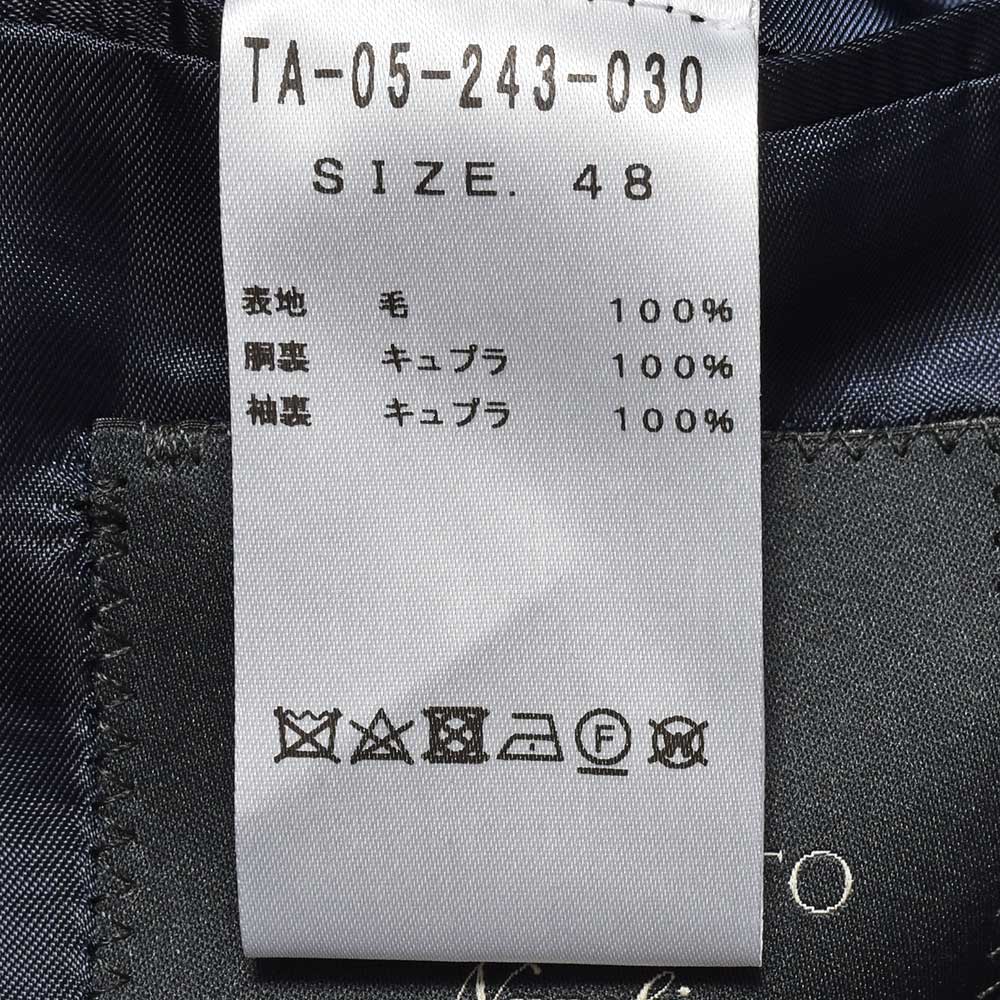 TA-05-243-030
SIZE. 48
表地 毛 100%
胴裏 キュプラ 100%
袖裏 キュプラ 100%
F
W
TO